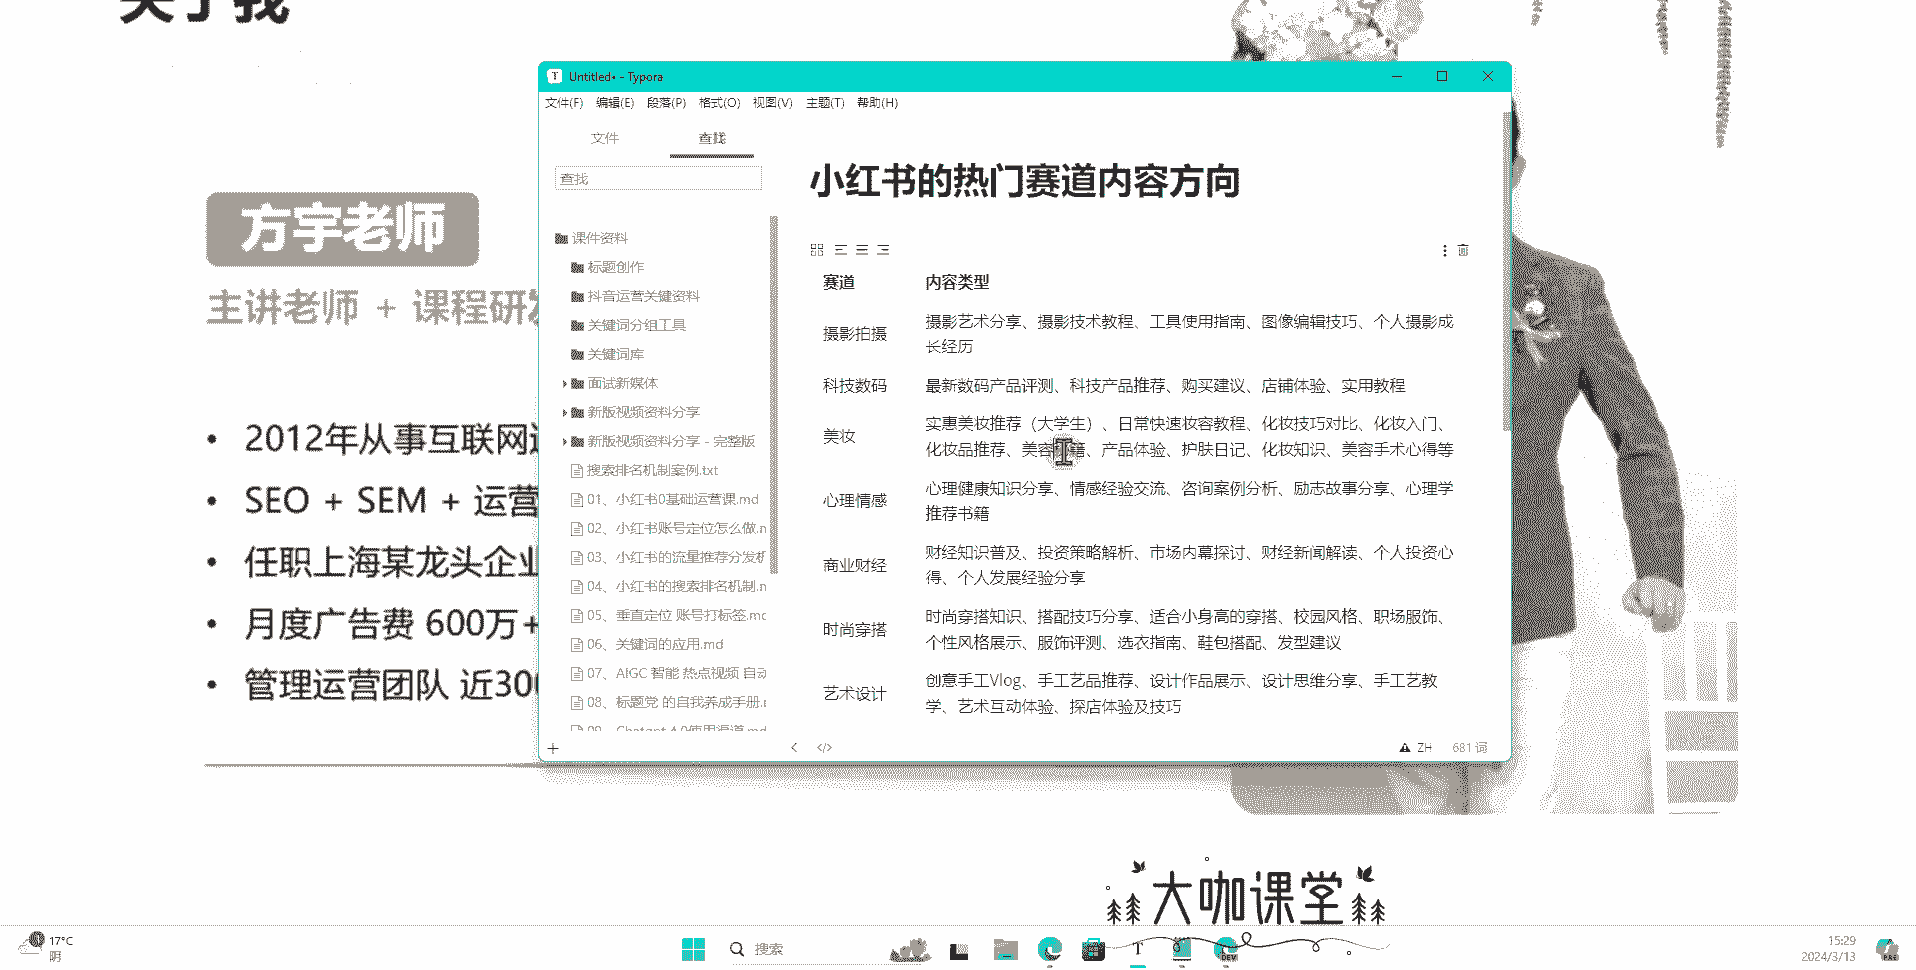 关于我
方宇老师
主讲老师 + 课程研发
2012年从事互联网
SEO + SEM + 运营
任职上海某龙头企业
月度广告费 600万+
管理运营团队 近300
Untitled• - Typora
文件(F) 编辑(E) 段落(P) 格式(O) 视图(V) 主题(T) 帮助(H)
文件 查找
查找
课件资料
标题创作
抖音运营关键资料
关键词分组工具
关键词库
面试新媒体
新版视频资料分享
新版视频资料分享 - 完整版
搜索排名机制案例.txt
01、小红书0基础运营课.md
02、小红书账号定位怎么做.m
03、小红书的流量推荐分发机
04、小红书的搜索排名机制.m
05、垂直定位 账号打标签.md
06、关键词的应用.md
07、AIGC 智能 热点视频 自动
08、标题党 的自我养成手册.m
09、Chatgpt 4.0使用渠道.md
小红书的热门赛道内容方向
赛道 内容类型
摄影拍摄 摄影艺术分享、摄影技术教程、工具使用指南、图像编辑技巧、个人摄影成
长经历
科技数码 最新数码产品评测、科技产品推荐、购买建议、店铺体验、实用教程
美妆 实惠美妆推荐（大学生）、日常快速妆容教程、化妆技巧对比、化妆入门、
化妆品推荐、美容、产品体验、护肤日记、化妆知识、美容手术心得等
心理情感 心理健康知识分享、情感经验交流、咨询案例分析、励志故事分享、心理学
推荐书籍
商业财经 财经知识普及、投资策略解析、市场内幕探讨、财经新闻解读、个人投资心
得、个人发展经验分享
时尚穿搭 时尚穿搭知识、搭配技巧分享、适合小身高的穿搭、校园风格、职场服饰、
个性风格展示、服饰评测、选衣指南、鞋包搭配、发型建议
艺术设计 创意手工Vlog、手工艺品推荐、设计作品展示、设计思维分享、手工艺教
学、艺术互动体验、探店体验及技巧
ZH 681 词
大咖课堂
17°C
阴
搜索
DEV
15:29
2024/3/13
PRE